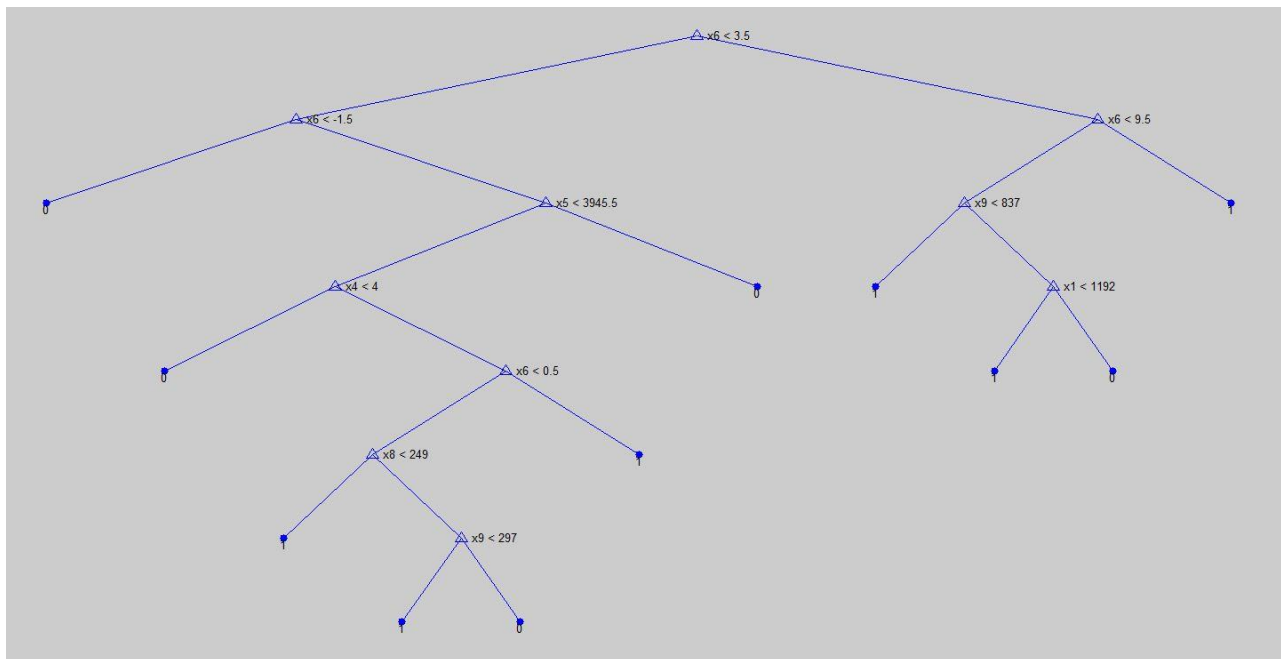 x6 < 3.5
x6 < -1.5
x6 < 9.5
0
x5 < 3945.5
x9 < 837
1
x4 < 4
0
1
x1 < 1192
0
x6 < 0.5
1
0
x8 < 249
1
1
x9 < 297
1
0